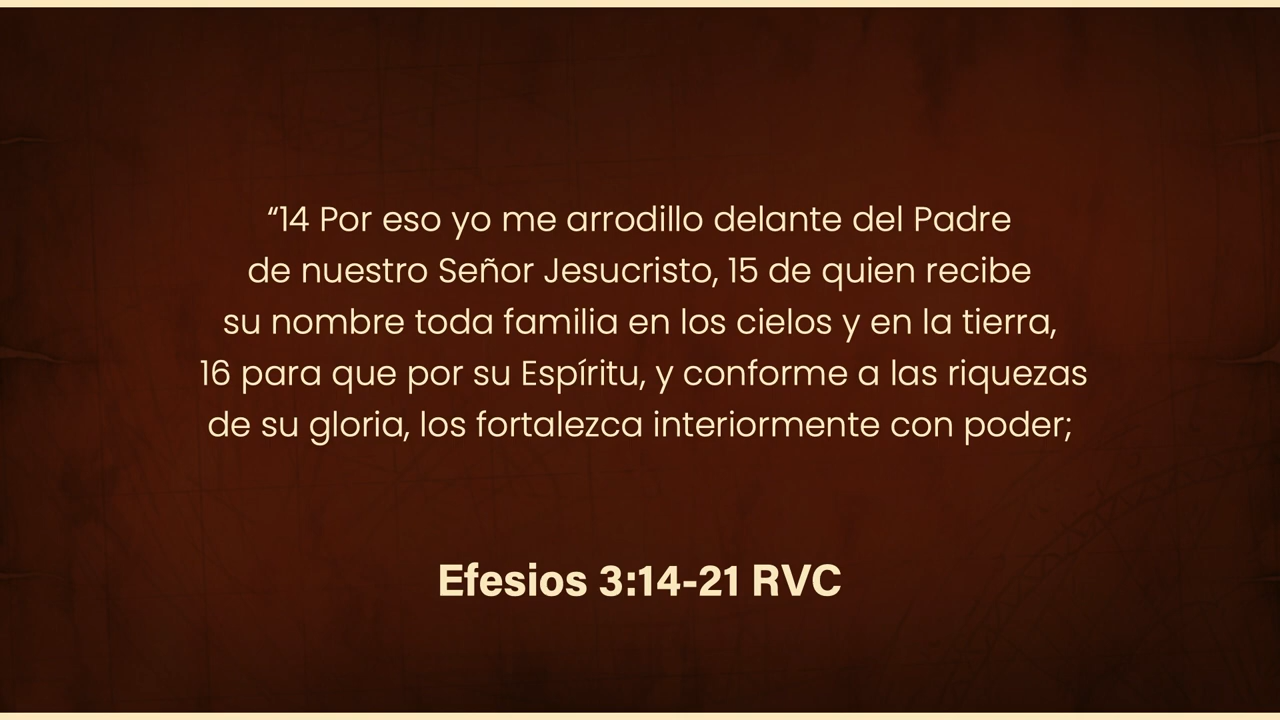 “14 Por eso yo me arrodillo delante del Padre
de nuestro Señor Jesucristo, 15 de quien recibe
su nombre toda familia en los cielos y en la tierra,
16 para que por su Espíritu, y conforme a las riquezas
de su gloria, los fortalezca interiormente con poder;
Efesios 3:14-21 RVC